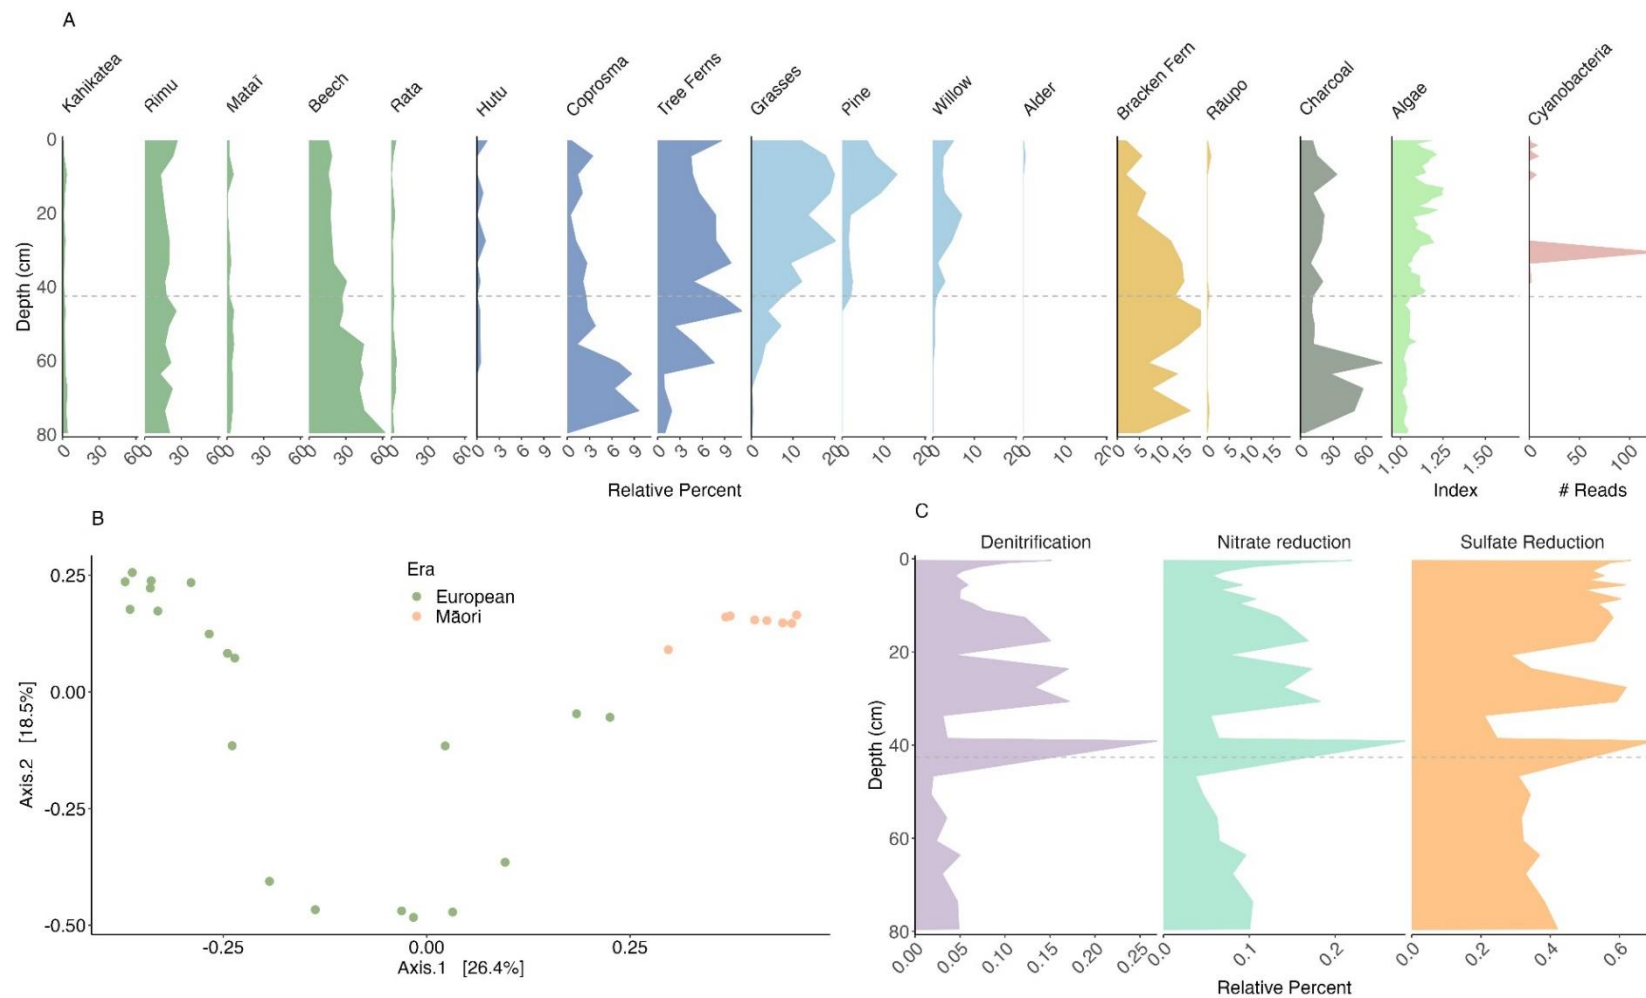 A
Kahikatea
Rimu
Mataī
Beech
Rata
Hutu
Coprosma
Tree Ferns
Grasses
Pine
Willow
Alder
Bracken Fern
Rāupo
Charcoal
Algae
Cyanobacteria
Depth (cm)
0
20
40
60
80
0 30 60
0 30 60
0 30 60
0 30 60
0 30 60
0 3 6 9
0 3 6 9
0 3 6 9
0 10 20
0 10 20
0 10 20
0 10 20
0 5 10 15
0 5 10 15
0 30 60
1.00 1.25 1.50
0 50 100
Relative Percent
Index
# Reads
B
Era
European
Māori
Axis.2 [18.5%]
0.25
0.00
-0.25
-0.50
-0.25 0.00 0.25
Axis.1 [26.4%]
C
Denitrification
Nitrate reduction
Sulfate Reduction
Depth (cm)
0
20
40
60
80
0.00 0.05 0.10 0.15 0.20 0.25
0.0 0.1 0.2
0.0 0.2 0.4 0.6
Relative Percent